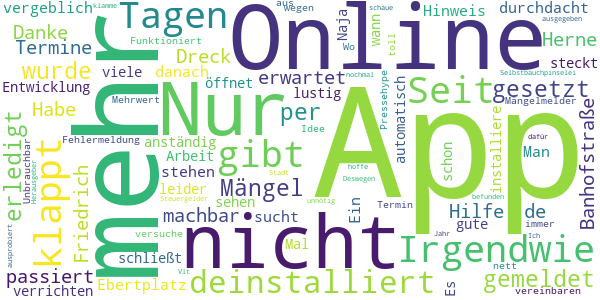 vergeblich
klamme
Tagen
aus
Wegen
Online
Hinweis
durchdacht
ausgegeben
Danke
Funktioniert
Naja
Wo
wann
schaue
toll
Herne
Termine
wurde
Dreck
erwartet
nochmal
Selbstbauchpinselei
steckt
Entwicklung
viele
danach
öffnet
lustig
Pressehype
Seit
gesetzt
Habe
Mehrwert
Nur
per
automatisch
Mängelmelder
mehr
App
Fehlermeldung
anständig
Idee
dafür
erledigt
Unbrauchbar
Herausgeber
klappt
Friedrich
Arbeit
gibt
schon
installiere
Man
Bahnhofstraße
stehen
Mängel
leider
sehen
Stadt
hoffe
Deswegen
Steuergelder
unnötig
Ein
Termin
Hilfe
de
befunden
machbar
sucht
gute
immer
ausprobiert
versuche
nicht
Jahr
Ich
passiert
Ebertplatz
schließt
Mal
Irgendwie
nett
gemeldet
verrichten
Vlt
deinstalliert
Es
vereinbaren